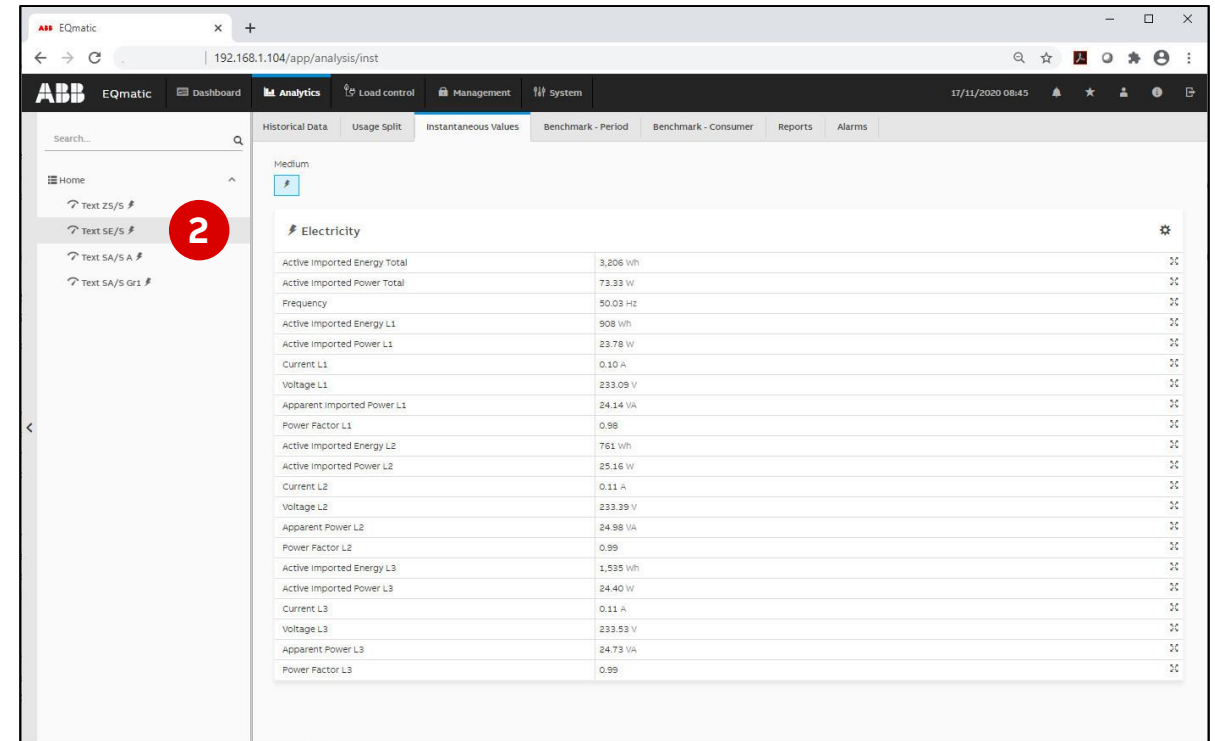 ABB EQmatic
192.168.1.104/app/analysis/inst
ABB EQmatic Dashboard Analytics Load control Management System 17/11/2020 08:45
Historical Data Usage Split Instantaneous Values Benchmark - Period Benchmark - Consumer Reports Alarms
Search...
Medium
Home
Text ZS/S
Text SE/S
2
Text SA/S A
Text SA/S Gr1
Electricity
Active Imported Energy Total 3,206 Wh
Active Imported Power Total 73.33 W
Frequency 50.03 Hz
Active Imported Energy L1 908 Wh
Active Imported Power L1 23.78 W
Current L1 0.10 A
Voltage L1 233.09 V
Apparent Imported Power L1 24.14 VA
Power Factor L1 0.98
Active Imported Energy L2 761 Wh
Active Imported Power L2 25.16 W
Current L2 0.11 A
Voltage L2 233.39 V
Apparent Power L2 24.98 VA
Power Factor L2 0.99
Active Imported Energy L3 1,535 Wh
Active Imported Power L3 24.40 W
Current L3 0.11 A
Voltage L3 233.53 V
Apparent Power L3 24.73 VA
Power Factor L3 0.99